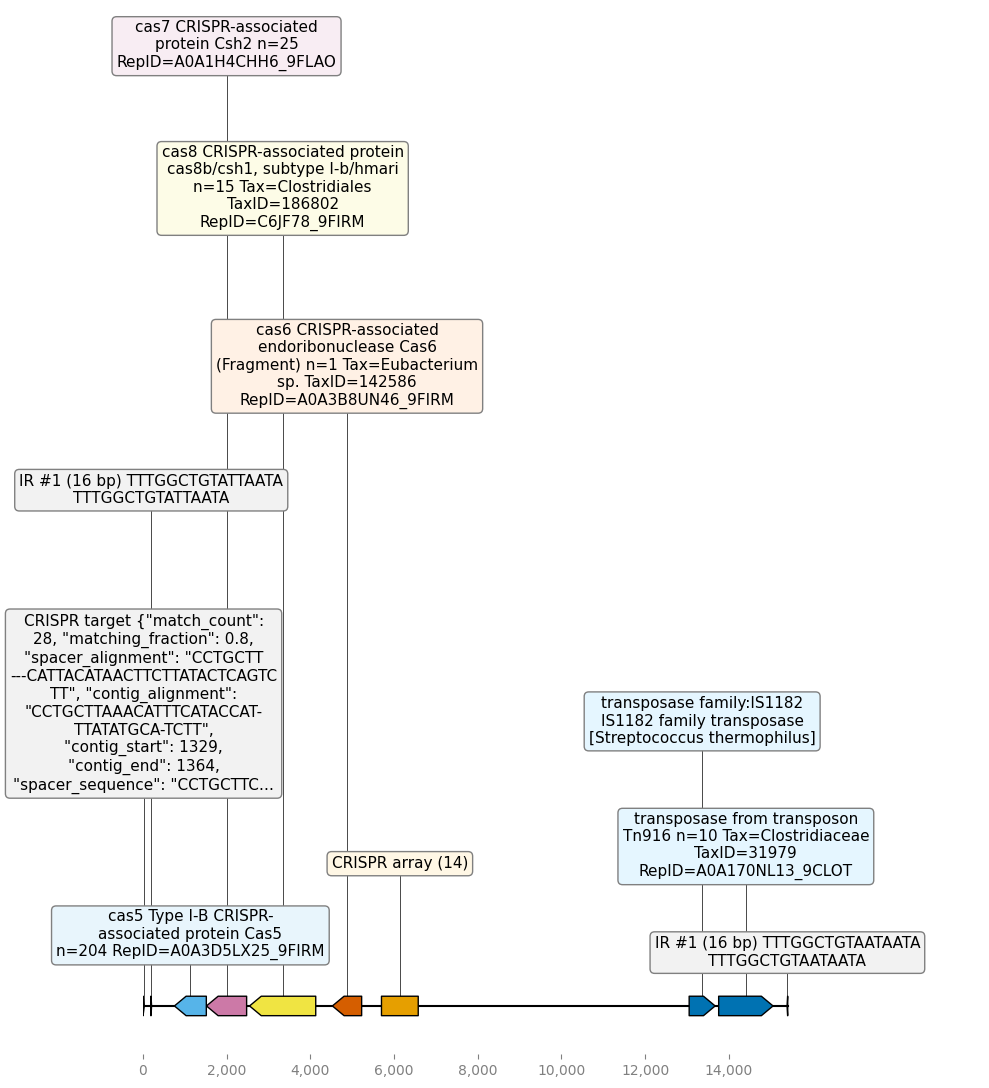 cas7 CRISPR-associated
protein Csh2 n=25
RepID=A0A1H4CHH6_9FLAO
cas8 CRISPR-associated protein
cas8b/csh1, subtype I-b/hmari
n=15 Tax=Clostridiales
TaxID=186802
RepID=C6JF78_9FIRM
cas6 CRISPR-associated
endoribonuclease Cas6
(Fragment) n=1 Tax=Eubacterium
sp. TaxID=142586
RepID=A0A3B8UN46_9FIRM
IR #1 (16 bp) TTTGGCTGTATTAATA
TTTGGCTGTATTAATA
CRISPR target {"match_count":
28, "matching_fraction": 0.8,
"spacer_alignment": "CCTGCTT
---CATTACATAACTTCTTATACTCAGTC
TT", "contig_alignment":
"CCTGCTTAAACATTTCATACCAT-
TTATATGCA-TCTT",
"contig_start": 1329,
"contig_end": 1364,
"spacer_sequence": "CCTGCTTC...
transposase family:IS1182
IS1182 family transposase
[Streptococcus thermophilus]
transposase from transposon
Tn916 n=10 Tax=Clostridiaceae
TaxID=31979
RepID=A0A170NL13_9CLOT
CRISPR array (14)
cas5 Type I-B CRISPR-
associated protein Cas5
n=204 RepID=A0A3D5LX25_9FIRM
IR #1 (16 bp) TTTGGCTGTAATAATA
TTTGGCTGTAATAATA
0 2,000 4,000 6,000 8,000 10,000 12,000 14,000